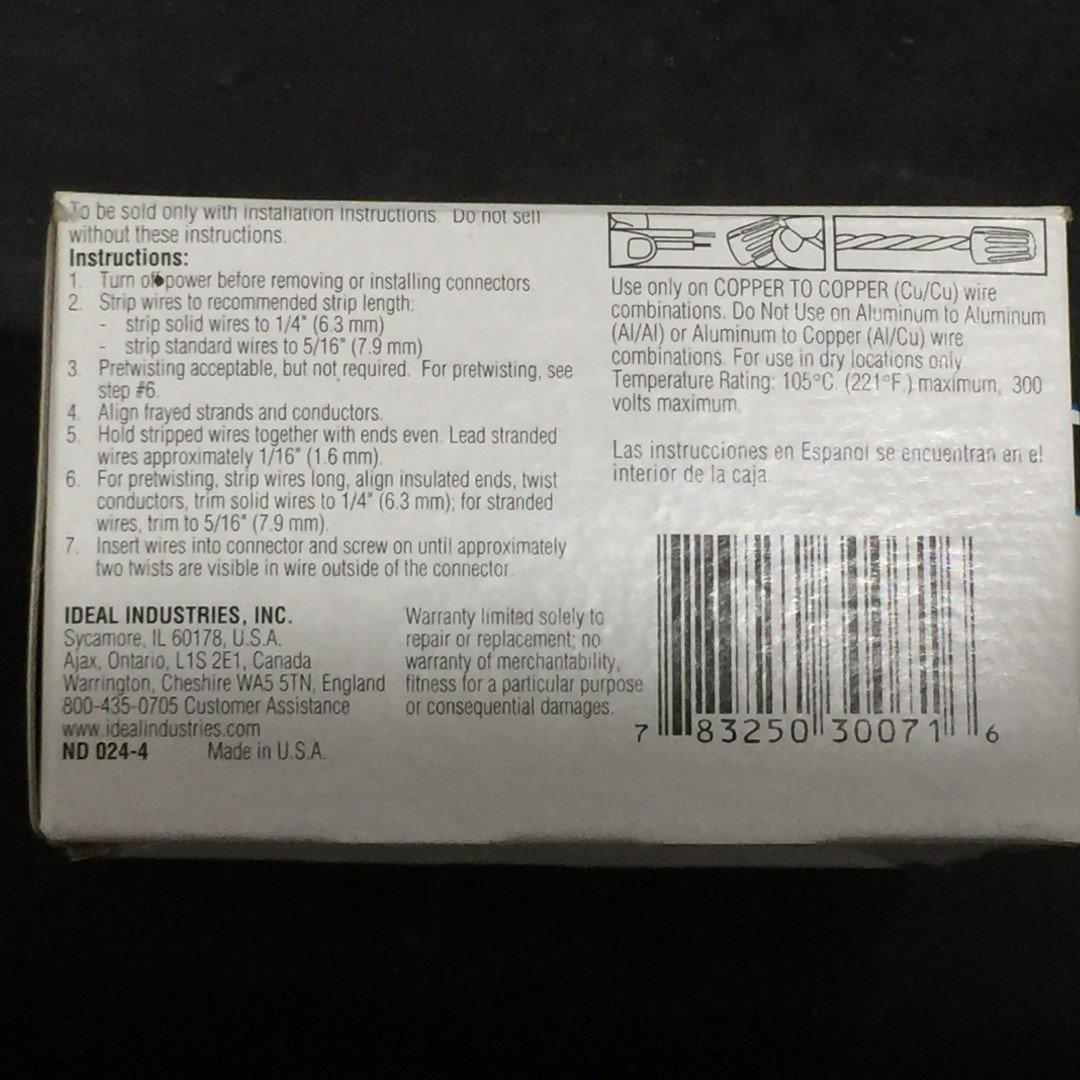 To be sold only with installation Instructions. Do not sell
without these instructions.
Instructions:
1. Turn off power before removing or installing connectors.
2. Strip wires to recommended strip length:
- strip solid wires to 1/4" (6.3 mm)
- strip standard wires to 5/16" (7.9 mm)
3. Pretwisting acceptable, but not required. For pretwisting, see
step #6.
4. Align frayed strands and conductors.
5. Hold stripped wires together with ends even. Lead stranded
wires approximately 1/16" (1.6 mm).
6. For pretwisting, strip wires long, align insulated ends, twist
conductors, trim solid wires to 1/4" (6.3 mm); for stranded
wires, trim to 5/16" (7.9 mm).
7. Insert wires into connector and screw on until approximately
two twists are visible in wire outside of the connector.
IDEAL INDUSTRIES, INC.
Sycamore, IL 60178, U.S.A.
Ajax, Ontario, L1S 2E1, Canada
Warrington, Cheshire WA5 5TN, England
800-435-0705 Customer Assistance
www.idealindustries.com
ND 024-4 Made in U.S.A.
Warranty limited solely to
repair or replacement; no
warranty of merchantability,
fitness for a particular purpose
or consequential damages.
Use only on COPPER TO COPPER (Cu/Cu) wire
combinations. Do Not Use on Aluminum to Aluminum
(Al/Al) or Aluminum to Copper (Al/Cu) wire
combinations. For use in dry locations only.
Temperature Rating: 105°C. (221°F.) maximum, 300
volts maximum.
Las instrucciones en Espanol se encuentran en el
interior de la caja.
7 83250 30071 6